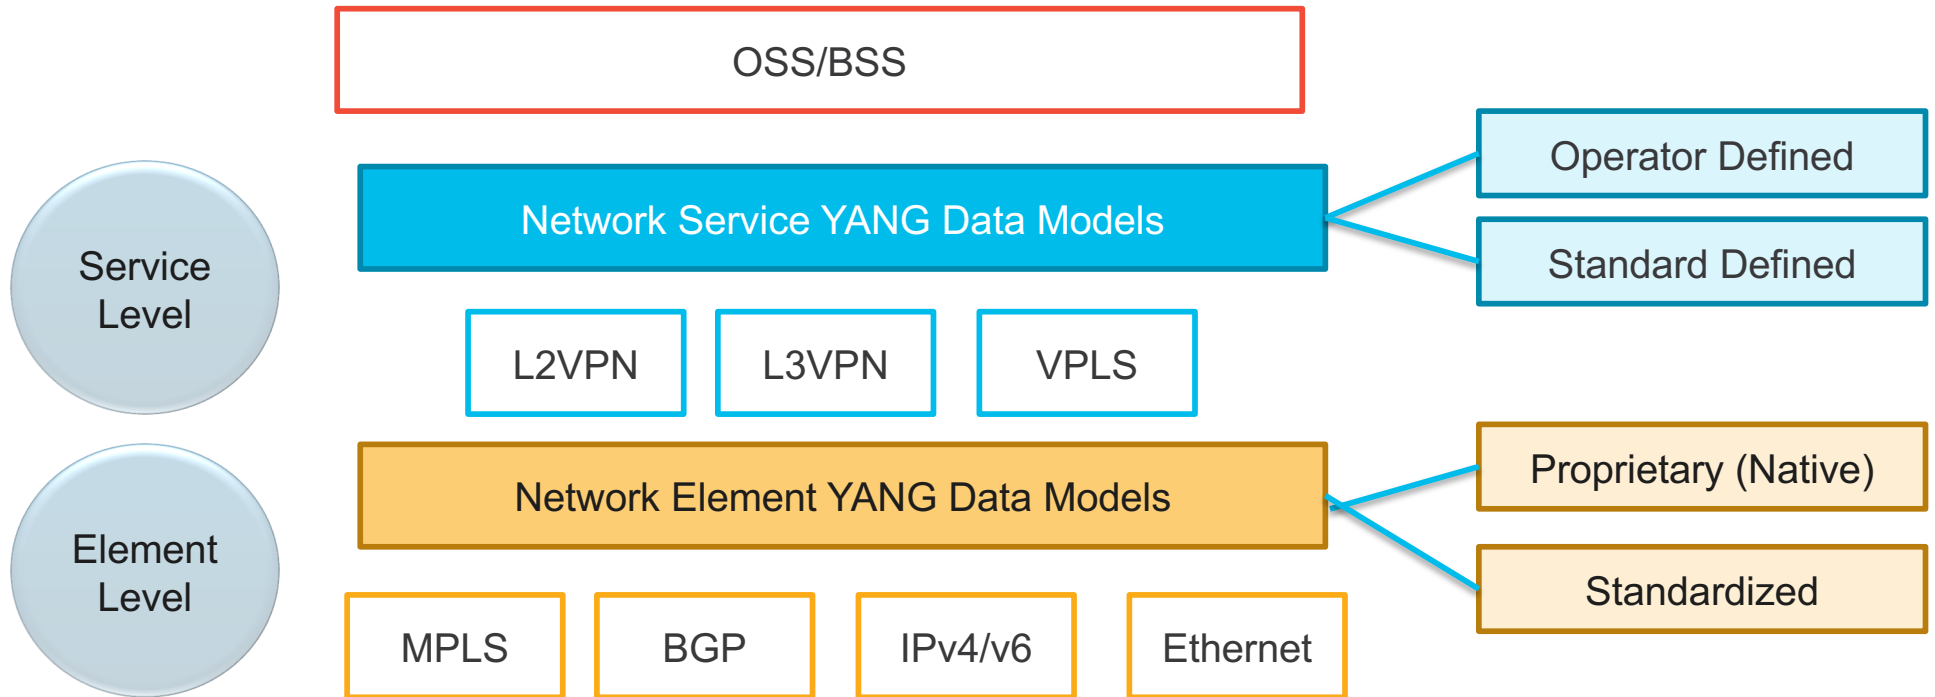 OSS/BSS
Operator Defined
Network Service YANG Data Models
Standard Defined
Service
Level
L2VPN
L3VPN
VPLS
Proprietary (Native)
Network Element YANG Data Models
Element
Level
Standardized
MPLS
BGP
IPv4/v6
Ethernet